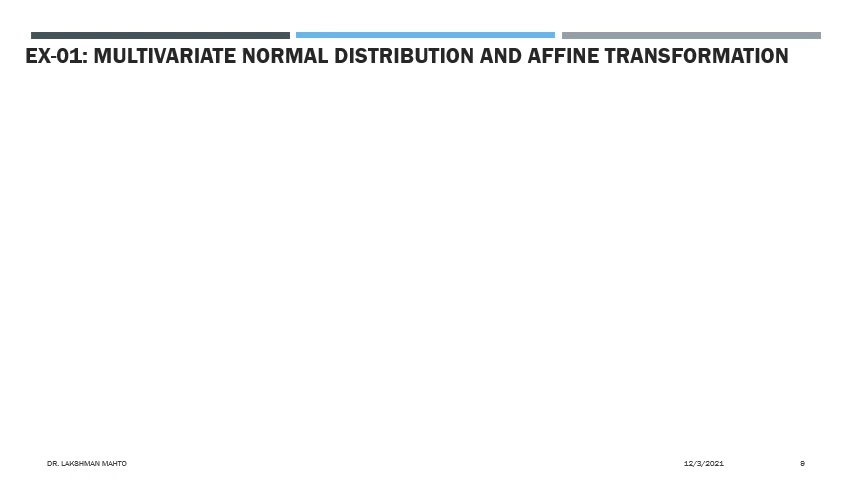 EX-01: MULTIVARIATE NORMAL DISTRIBUTION AND AFFINE TRANSFORMATION
DR. LAKSHMAN MAHTO 12/3/2021 9